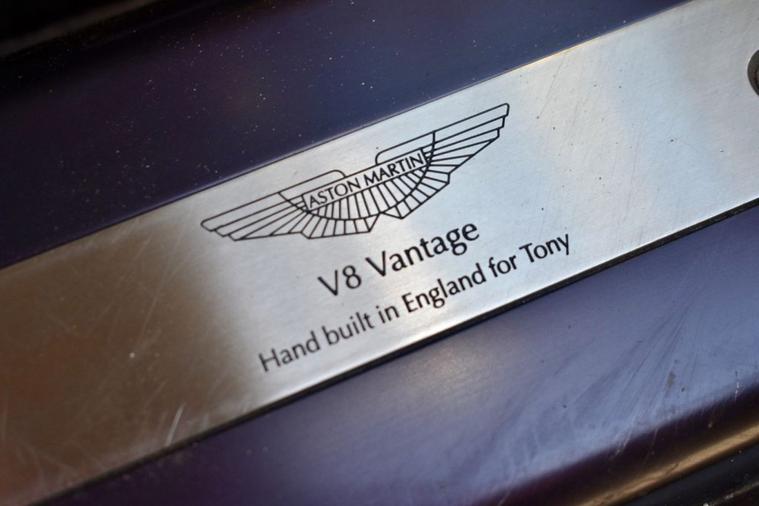 ASTON MARTIN
V8 Vantage
Hand built in England for Tony